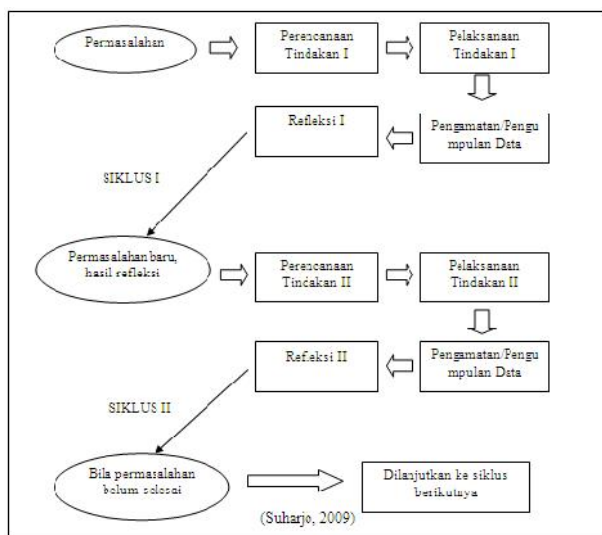 Permasalahan
Perencanaan
Tindakan I
Pelaksanaan
Tindakan I
Refleksi I
Pengamatan/Pengu
mpulan Data
SIKLUS I
Permasalahan baru,
hasil refleksi
Perencanaan
Tindakan II
Pelaksanaan
Tindakan II
Refleksi II
Pengamatan/Pengu
mpulan Data
SIKLUS II
Bila permasalahan
belum selesai
Dilanjutkan ke siklus
berikutnya
(Suharjo, 2009)